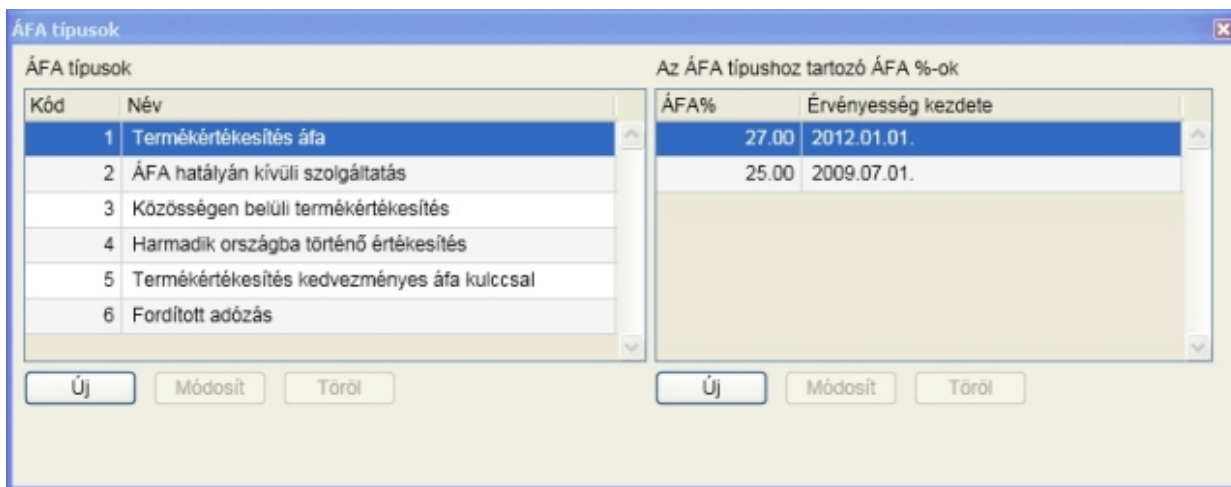 ÁFA típusok
ÁFA típusok
Kód Név
1 Termékértékesítés áfa
2 ÁFA hatályán kívüli szolgáltatás
3 Közösségen belüli termékértékesítés
4 Harmadik országba történő értékesítés
5 Termékértékesítés kedvezményes áfa kulccsal
6 Fordított adózás
Új Módosít Töröl
Az ÁFA típushoz tartozó ÁFA %-ok
ÁFA% Érvényesség kezdete
27.00 2012.01.01.
25.00 2009.07.01.
Új Módosít Töröl